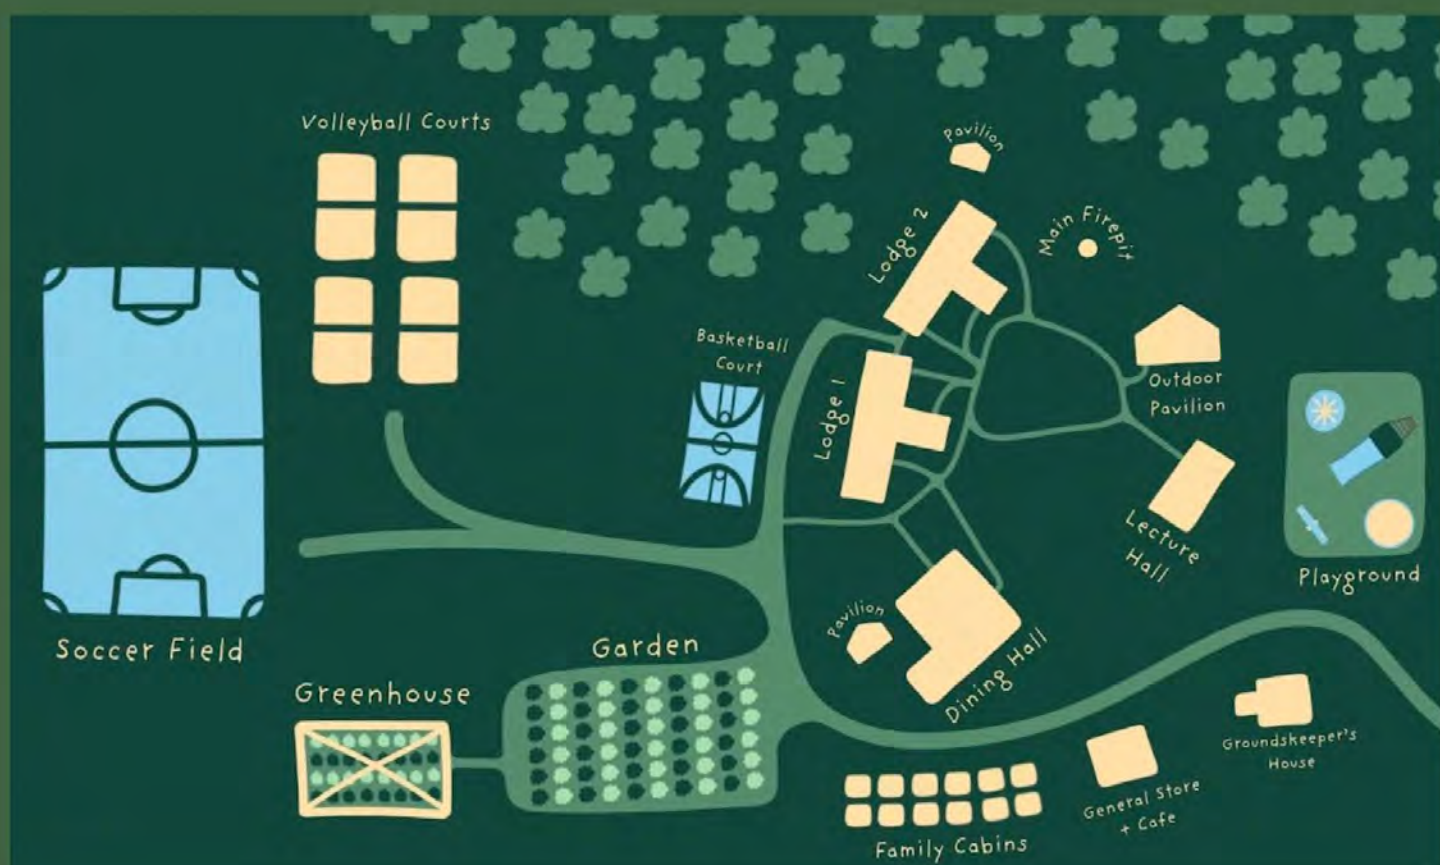 Volleyball Courts
Pavilion
Lodge 2
Main Firepit
Basketball
Court
Lodge 1
Outdoor
Pavilion
Lecture
Hall
Playground
Soccer Field
Pavilion
Garden
Dining Hall
Greenhouse
Groundskeeper's
House
General Store
+ Cafe
Family Cabins